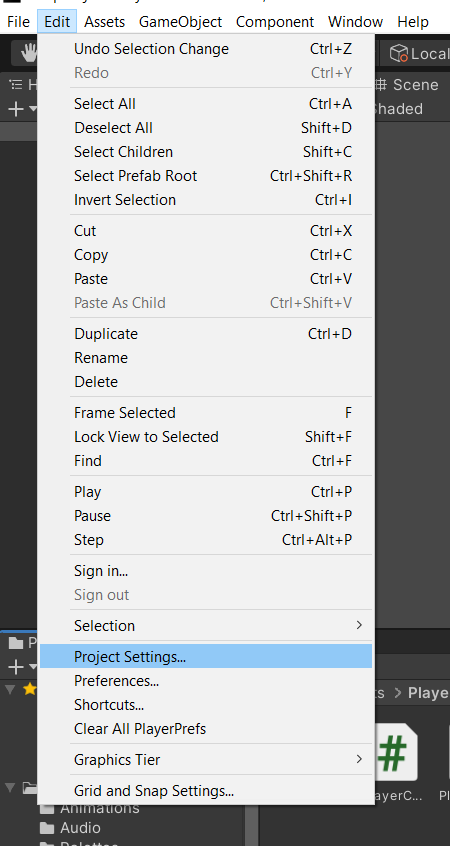 File Edit Assets GameObject Component Window Help
Undo Selection Change Ctrl+Z
Redo Ctrl+Y
Select All Ctrl+A
Deselect All Shift+D
Select Children Shift+C
Select Prefab Root Ctrl+Shift+R
Invert Selection Ctrl+I
Cut Ctrl+X
Copy Ctrl+C
Paste Ctrl+V
Paste As Child Ctrl+Shift+V
Duplicate Ctrl+D
Rename
Delete
Frame Selected F
Lock View to Selected Shift+F
Find Ctrl+F
Play Ctrl+P
Pause Ctrl+Shift+P
Step Ctrl+Alt+P
Sign in...
Sign out
Selection >
Project Settings...
Preferences...
Shortcuts...
Clear All PlayerPrefs
Graphics Tier >
Grid and Snap Settings...
Local
H
Scene
Shaded
P
ts > Player
#
ayerC...
Pl
Animations
Audio